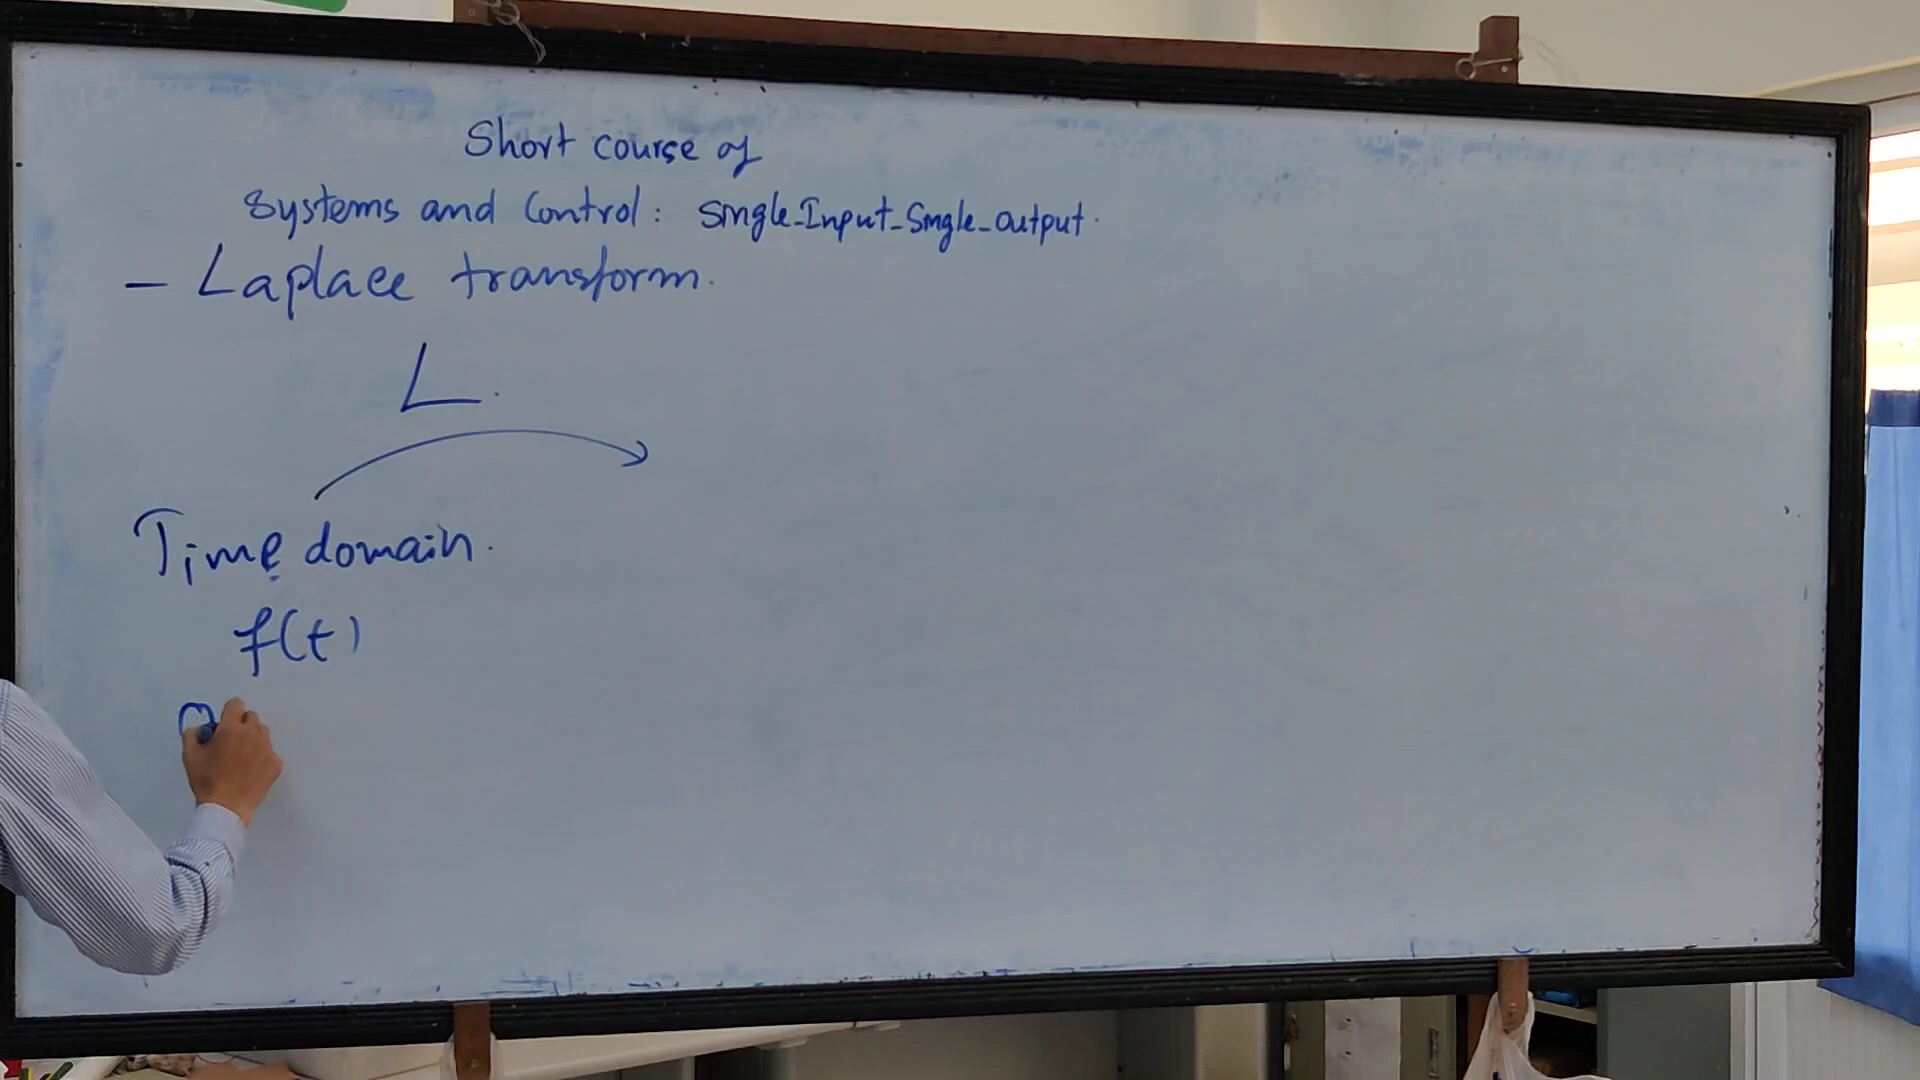 Short course of
Systems and Control: Single-Input-Single-output.
- Laplace transform.
L.
Time domain.
f(t)